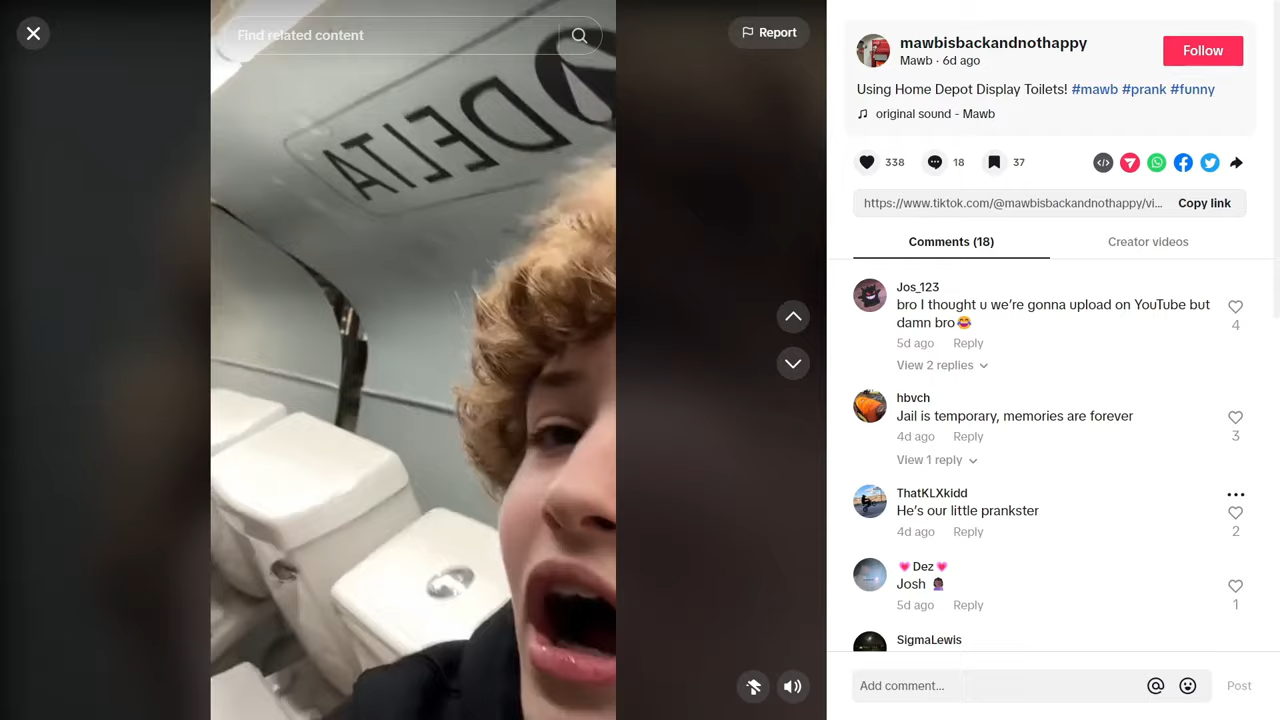 Find related content
Report
DELTA
mawbisbackandnothappy
Mawb · 6d ago
Follow
Using Home Depot Display Toilets! #mawb #prank #funny
original sound - Mawb
338
18
37
https://www.tiktok.com/@mawbisbackandnothappy/vi...
Copy link
Comments (18)
Creator videos
Jos_123
bro I thought u we’re gonna upload on YouTube but
damn bro😂
4
5d ago Reply
View 2 replies
hbvch
Jail is temporary, memories are forever
3
4d ago Reply
View 1 reply
ThatKLXkidd
He’s our little prankster
2
4d ago Reply
💗Dez💗
Josh 🤦🏿‍♀️
1
5d ago Reply
SigmaLewis
Add comment...
Post